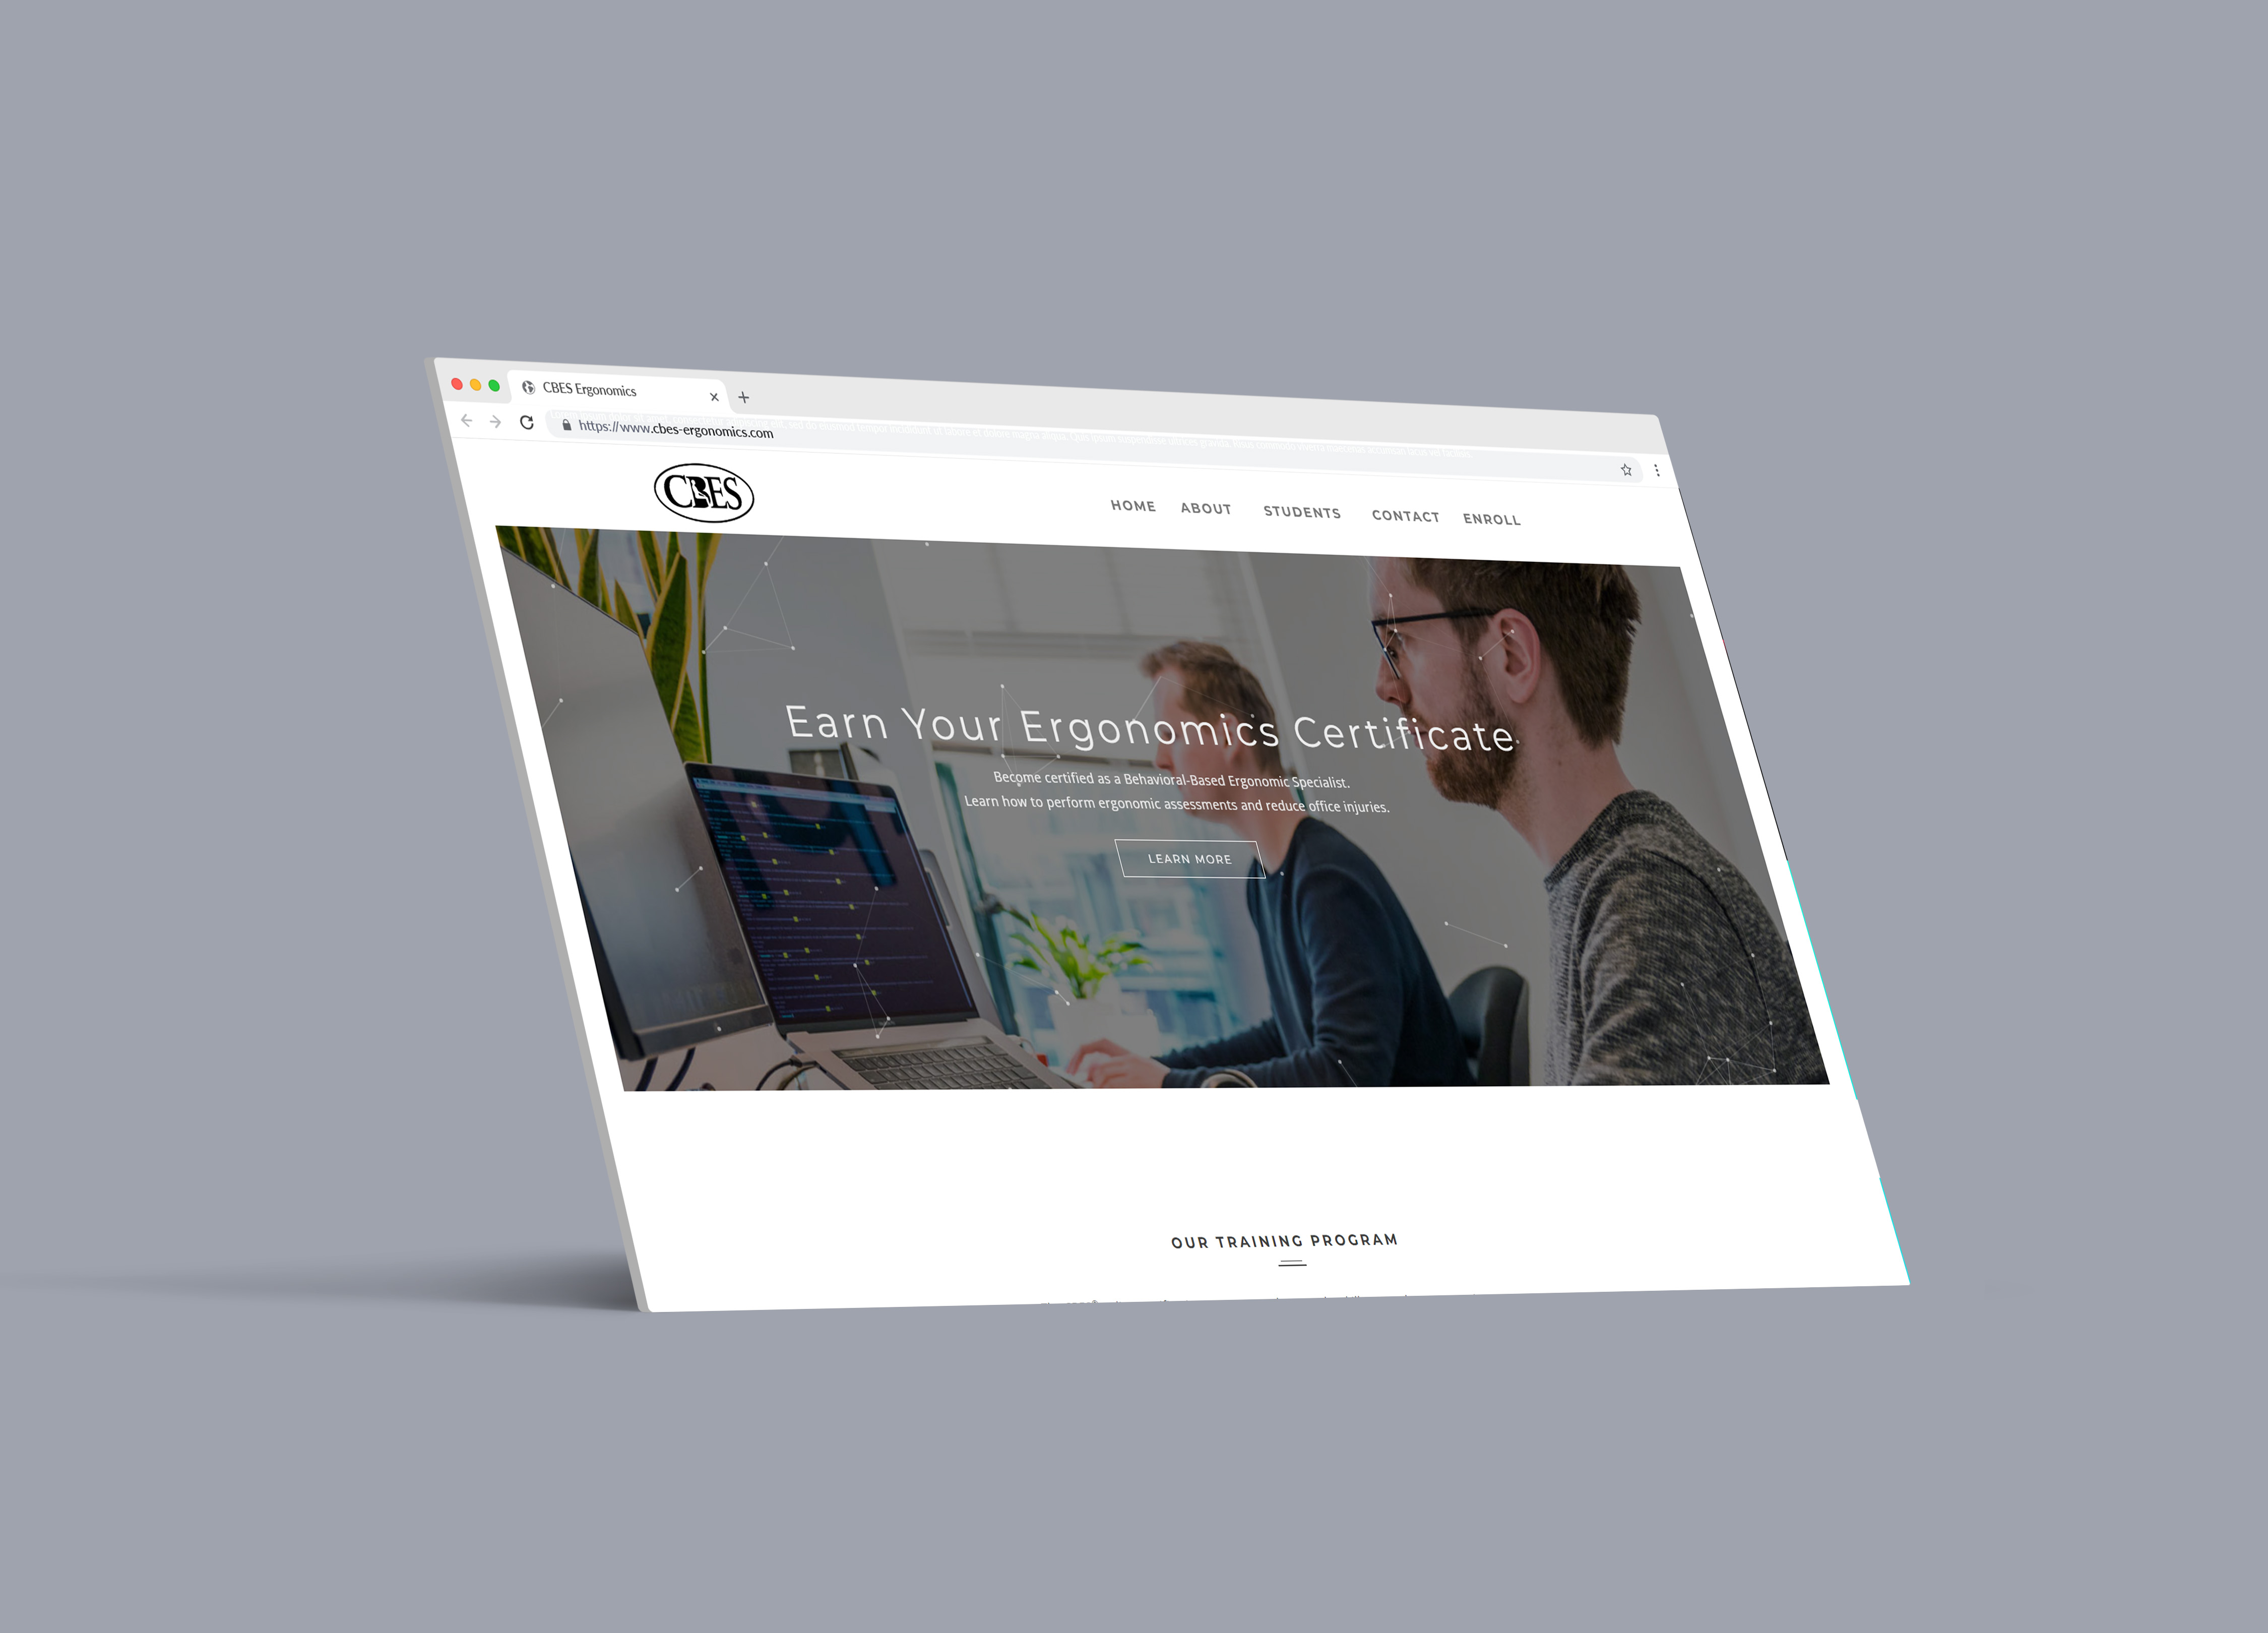 CBES Ergonomics
https://www.cbes-ergonomics.com
CBES
HOME ABOUT STUDENTS CONTACT ENROLL
Earn Your Ergonomics Certificate
Become certified as a Behavioral-Based Ergonomic Specialist.
Learn how to perform ergonomic assessments and reduce office injuries.
LEARN MORE
OUR TRAINING PROGRAM